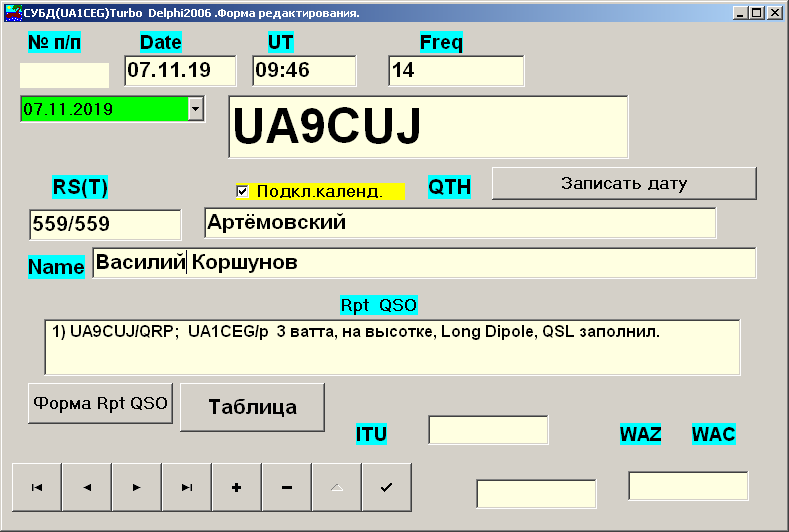 СУБД(UA1CEG)Turbo Delphi2006 .Форма редактирования.
№ п/п Date UT Freq
07.11.19 09:46 14
07.11.2019
UA9CUJ
RS(T) Подкл.календ. QTH Записать дату
559/559 Артёмовский
Name Василий Коршунов
Rpt QSO
1) UA9CUJ/QRP; UA1CEG/p 3 ватта, на высотке, Long Dipole, QSL заполнил.
Форма Rpt QSO Таблица
ITU WAZ WAC